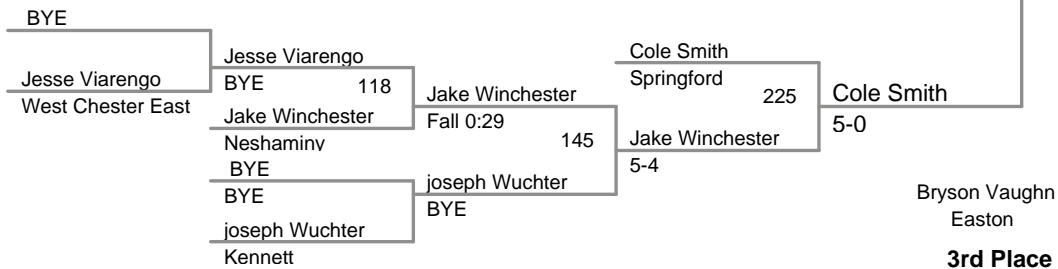 BYE
Jesse Viarengo
West Chester East
Jesse Viarengo
BYE
118
Jake Winchester
Neshaminy
BYE
BYE
joseph Wuchter
Kennett
Jake Winchester
Fall 0:29
145
joseph Wuchter
BYE
Cole Smith
Springford
225
Jake Winchester
5-4
Cole Smith
5-0
Bryson Vaughn
Easton
3rd Place